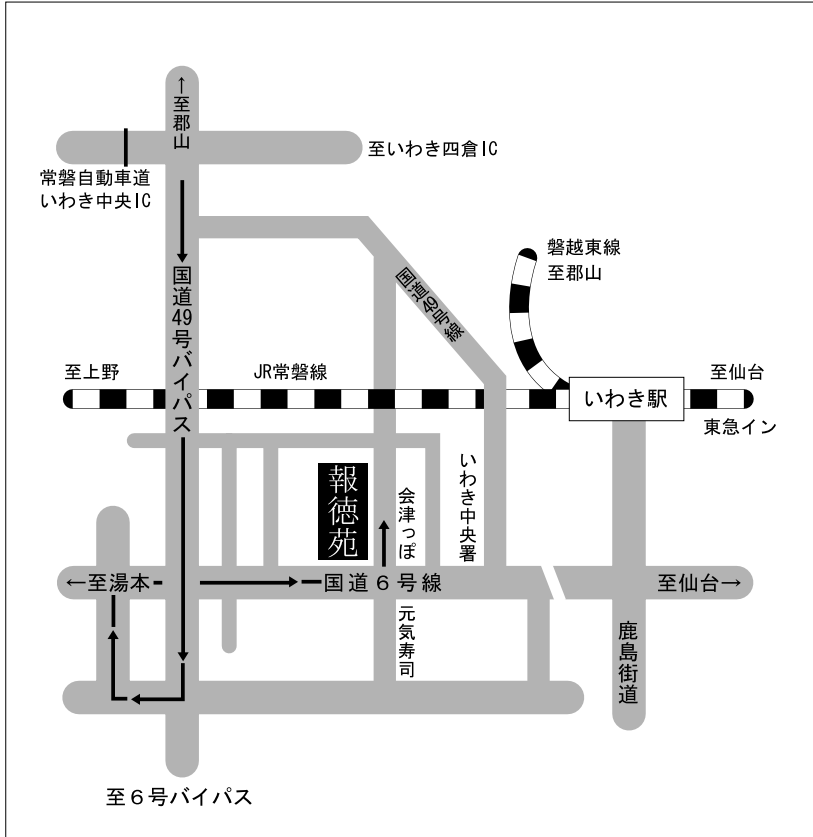 ↑至郡山
至いわき四倉IC
常磐自動車道
いわき中央IC
国道49号バイパス
国道49号線
磐越東線
至郡山
至上野
JR常磐線
いわき駅
至仙台
東急イン
報徳苑
会津っぽ
いわき中央署
←至湯本
国道6号線
至仙台→
元気寿司
鹿島街道
至6号バイパス